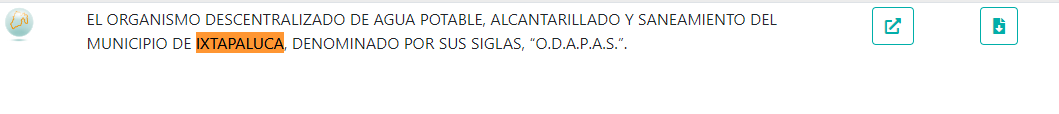 EL ORGANISMO DESCENTRALIZADO DE AGUA POTABLE, ALCANTARILLADO Y SANEAMIENTO DEL
MUNICIPIO DE IXTAPALUCA, DENOMINADO POR SUS SIGLAS, “O.D.A.P.A.S.”.